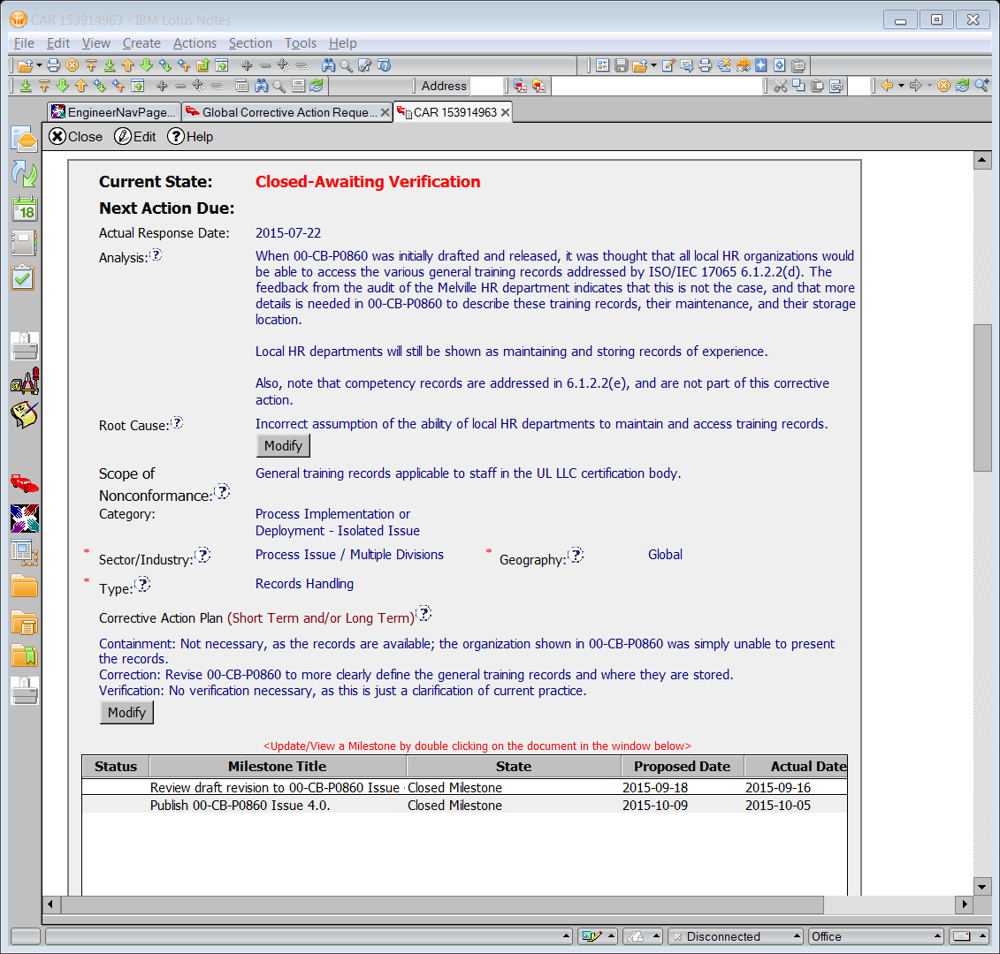 CAR 153914963 - IBM Lotus Notes
File Edit View Create Actions Section Tools Help
Address
EngineerNavPage... Global Corrective Action Reque... CAR 153914963
Close Edit Help
18
Current State: Closed-Awaiting Verification
Next Action Due:
Actual Response Date: 2015-07-22
Analysis:? When 00-CB-P0860 was initially drafted and released, it was thought that all local HR organizations would
be able to access the various general training records addressed by ISO/IEC 17065 6.1.2.2(d). The
feedback from the audit of the Melville HR department indicates that this is not the case, and that more
details is needed in 00-CB-P0860 to describe these training records, their maintenance, and their storage
location.
Local HR departments will still be shown as maintaining and storing records of experience.
Also, note that competency records are addressed in 6.1.2.2(e), and are not part of this corrective
action.
Root Cause:? Incorrect assumption of the ability of local HR departments to maintain and access training records.
Modify
Scope of General training records applicable to staff in the UL LLC certification body.
Nonconformance:?
Category: Process Implementation or
Deployment - Isolated Issue
* Sector/Industry:? Process Issue / Multiple Divisions * Geography:? Global
* Type:? Records Handling
Corrective Action Plan (Short Term and/or Long Term)?
Containment: Not necessary, as the records are available; the organization shown in 00-CB-P0860 was simply unable to present
the records.
Correction: Revise 00-CB-P0860 to more clearly define the general training records and where they are stored.
Verification: No verification necessary, as this is just a clarification of current practice.
Modify
<Update/View a Milestone by double clicking on the document in the window below>
Status Milestone Title State Proposed Date Actual Date
Review draft revision to 00-CB-P0860 Issue Closed Milestone 2015-09-18 2015-09-16
Publish 00-CB-P0860 Issue 4.0. Closed Milestone 2015-10-09 2015-10-05
Disconnected Office